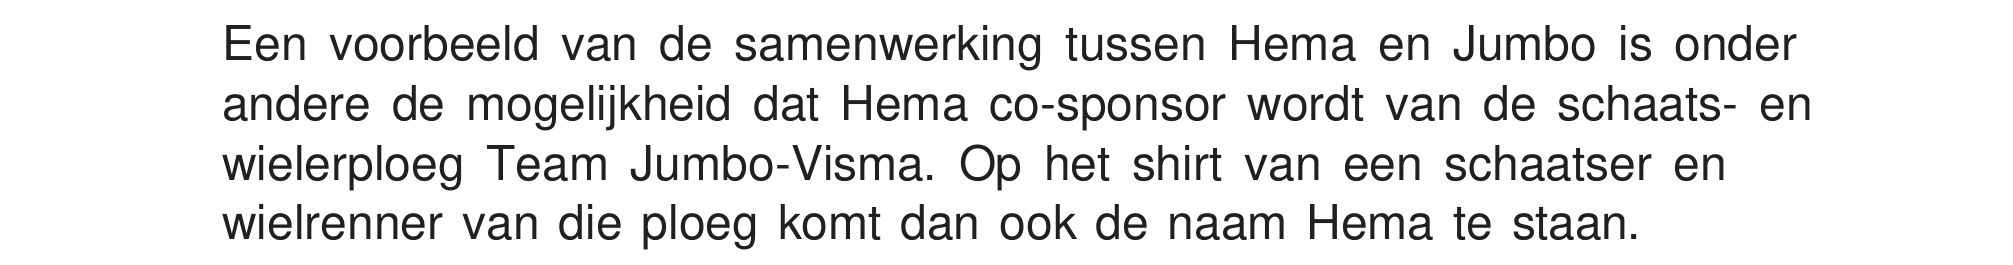 Een voorbeeld van de samenwerking tussen Hema en Jumbo is onder
andere de mogelijkheid dat Hema co-sponsor wordt van de schaats- en
wielerploeg Team Jumbo-Visma. Op het shirt van een schaatser en
wielrenner van die ploeg komt dan ook de naam Hema te staan.